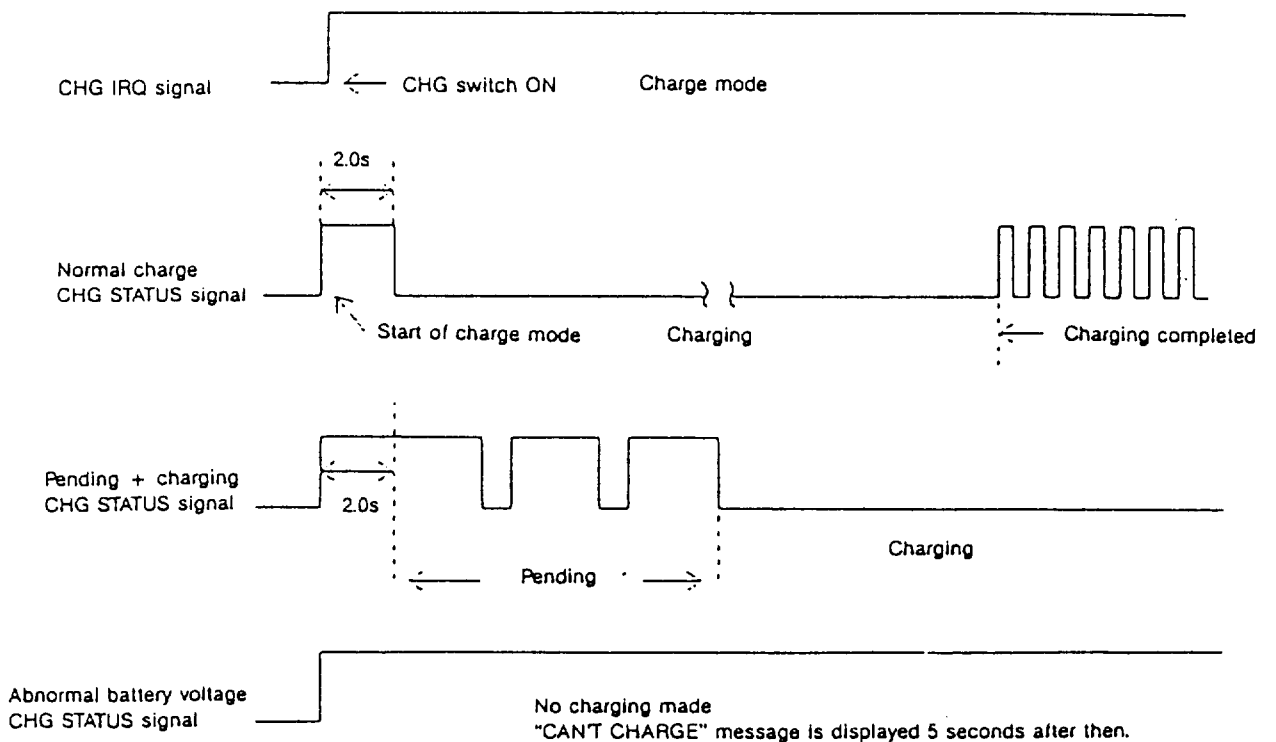 CHG IRQ signal
CHG switch ON
Charge mode
2.0s
Normal charge
CHG STATUS signal
Start of charge mode
Charging
Charging completed
Pending + charging
CHG STATUS signal
2.0s
Pending
Charging
Abnormal battery voltage
CHG STATUS signal
No charging made
"CAN'T CHARGE" message is displayed 5 seconds after then.